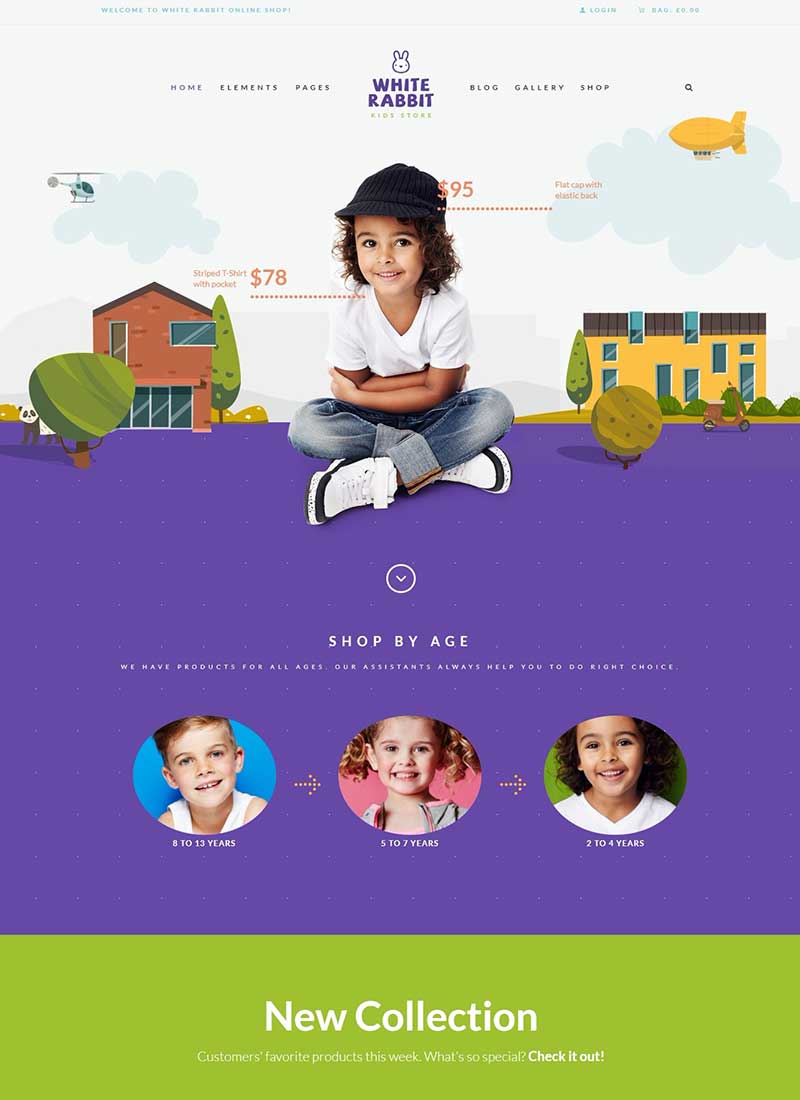 WELCOME TO WHITE RABBIT ONLINE SHOP!
LOGIN
BAG: £0.00
HOME
ELEMENTS
PAGES
WHITE
RABBIT
KIDS STORE
BLOG
GALLERY
SHOP
$95
Flat cap with
elastic back
Striped T-Shirt
with pocket
$78
SHOP BY AGE
WE HAVE PRODUCTS FOR ALL AGES. OUR ASSISTANTS ALWAYS HELP YOU TO DO RIGHT CHOICE.
8 TO 13 YEARS
5 TO 7 YEARS
2 TO 4 YEARS
New Collection
Customers' favorite products this week. What's so special? Check it out!